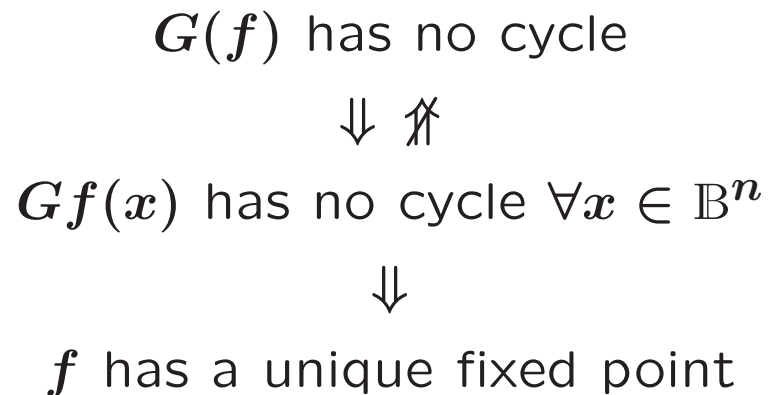 G(f) has no cycle
⇓ ⇑̸
Gf(x) has no cycle ∀x ∈ 𝔹ⁿ
⇓
f has a unique fixed point